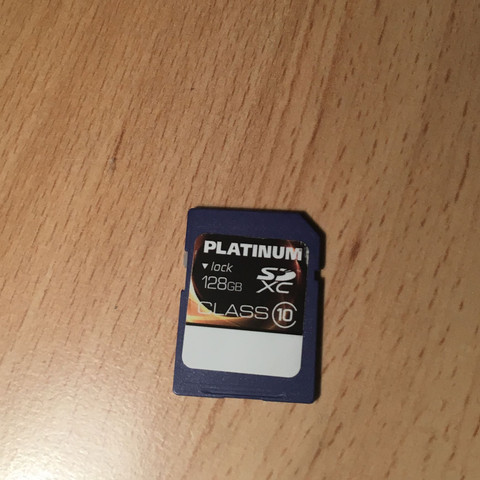 PLATINUM
▼ lock
SD
XC
128GB
CLASS 10